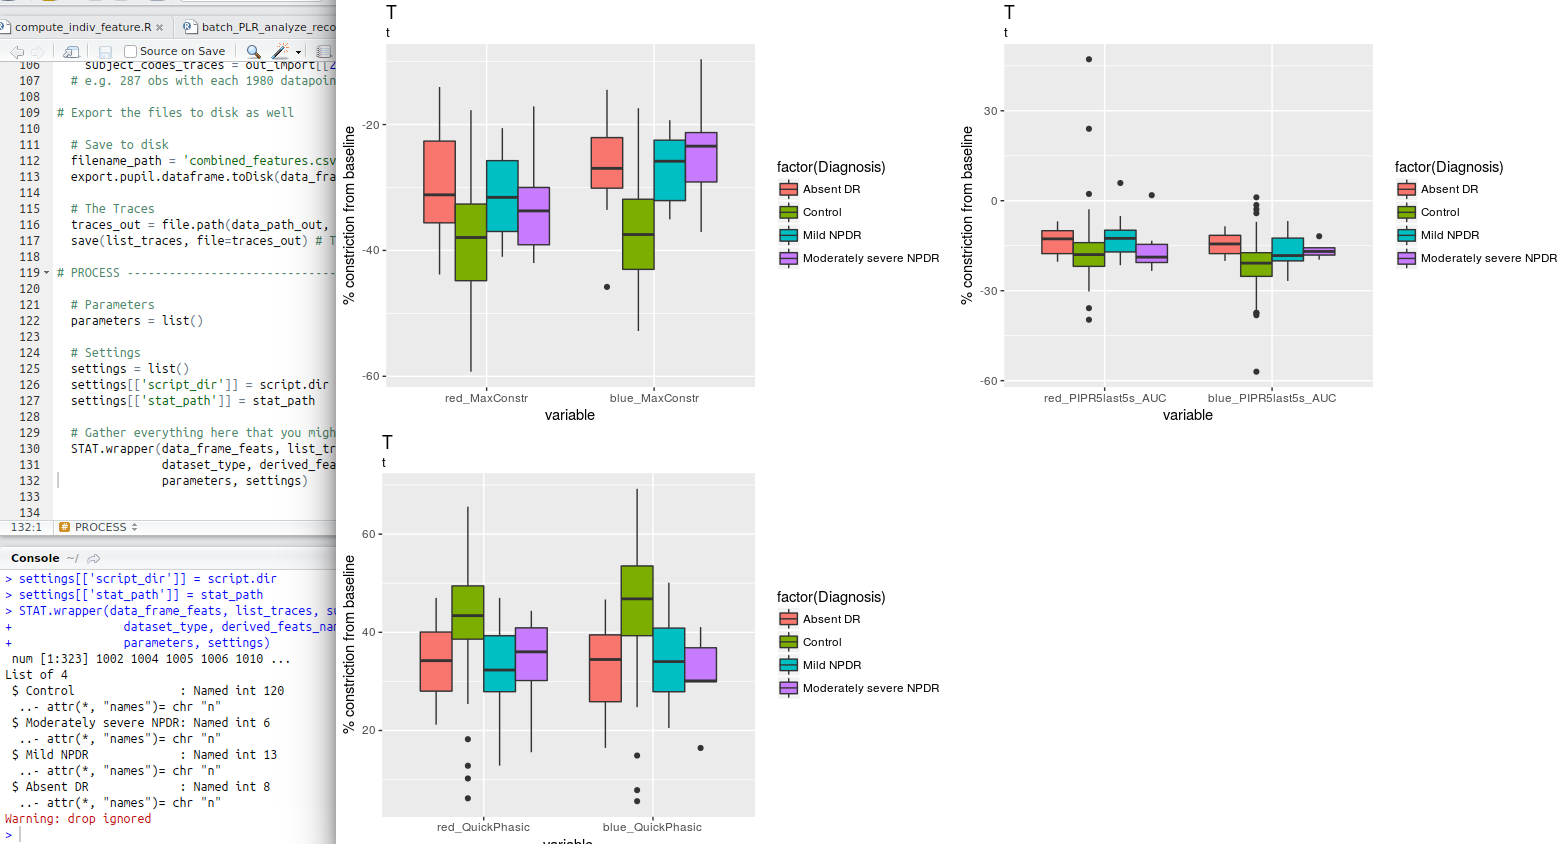 compute_indiv_feature.R
batch_PLR_analyze_reco
Source on Save
106 subject_codes_traces = out_import[[2
107 # e.g. 287 obs with each 1980 datapoin
108
109 # Export the files to disk as well
110
111 # Save to disk
112 filename_path = 'combined_features.csv
113 export.pupil.dataframe.toDisk(data_fra
114
115 # The Traces
116 traces_out = file.path(data_path_out,
117 save(list_traces, file=traces_out) # T
118
119 # PROCESS ------------------------------
120
121 # Parameters
122 parameters = list()
123
124 # Settings
125 settings = list()
126 settings[['script_dir']] = script.dir
127 settings[['stat_path']] = stat_path
128
129 # Gather everything here that you migh
130 STAT.wrapper(data_frame_feats, list_tr
131 dataset_type, derived_fea
132 parameters, settings)
133
134
132:1 # PROCESS
Console ~/
> settings[['script_dir']] = script.dir
> settings[['stat_path']] = stat_path
> STAT.wrapper(data_frame_feats, list_traces, su
+ dataset_type, derived_feats_nam
+ parameters, settings)
num [1:323] 1002 1004 1005 1006 1010 ...
List of 4
$ Control : Named int 120
..- attr(*, "names")= chr "n"
$ Moderately severe NPDR: Named int 6
..- attr(*, "names")= chr "n"
$ Mild NPDR : Named int 13
..- attr(*, "names")= chr "n"
$ Absent DR : Named int 8
..- attr(*, "names")= chr "n"
Warning: drop ignored
>
T
t
% constriction from baseline
-20
-40
-60
red_MaxConstr
blue_MaxConstr
variable
factor(Diagnosis)
Absent DR
Control
Mild NPDR
Moderately severe NPDR
T
t
% constriction from baseline
30
0
-30
-60
red_PIPR5last5s_AUC
blue_PIPR5last5s_AUC
variable
factor(Diagnosis)
Absent DR
Control
Mild NPDR
Moderately severe NPDR
T
t
% constriction from baseline
60
40
20
red_QuickPhasic
blue_QuickPhasic
variable
factor(Diagnosis)
Absent DR
Control
Mild NPDR
Moderately severe NPDR